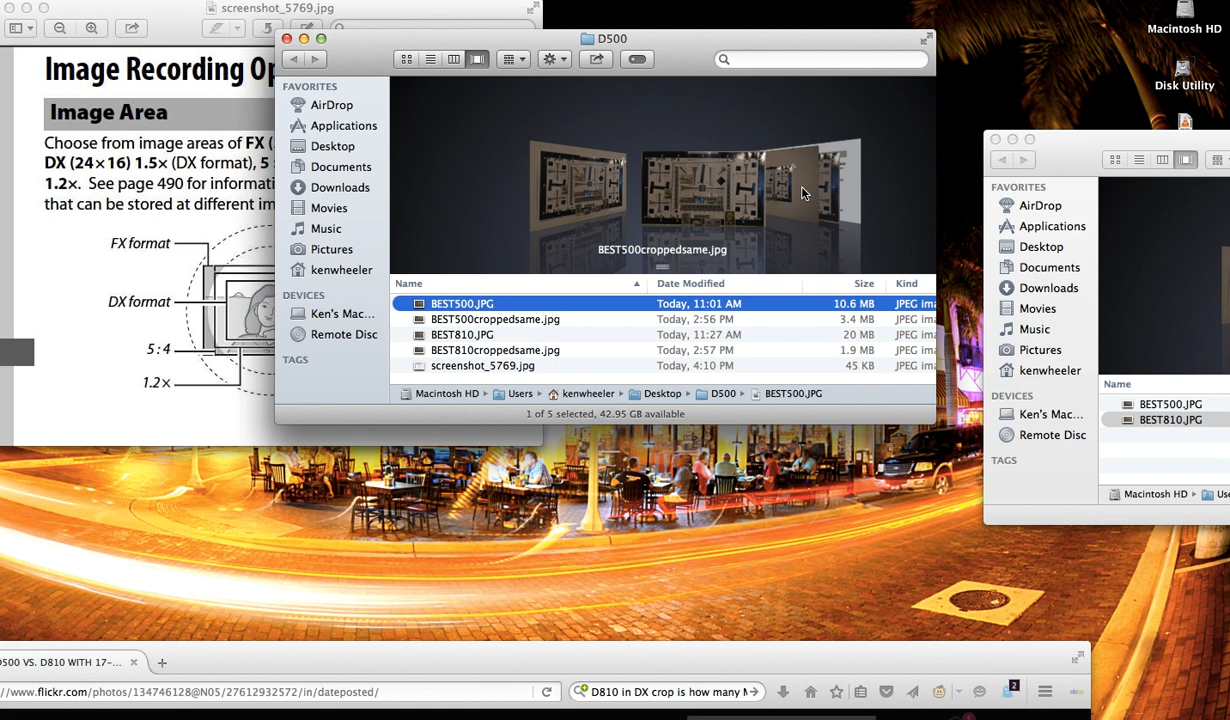 screenshot_5769.jpg
Image Recording Op
Image Area
Choose from image areas of FX (
DX (24×16) 1.5× (DX format), 5
1.2×. See page 490 for informati
that can be stored at different im
FX format
DX format
5 : 4
1.2×
D500
FAVORITES
AirDrop
Applications
Desktop
Documents
Downloads
Movies
Music
Pictures
kenwheeler
DEVICES
Ken's Mac...
Remote Disc
TAGS
BEST500croppedsame.jpg
Name Date Modified Size Kind
BEST500.JPG Today, 11:01 AM 10.6 MB JPEG ima
BEST500croppedsame.jpg Today, 2:56 PM 3.4 MB JPEG ima
BEST810.JPG Today, 11:27 AM 20 MB JPEG ima
BEST810croppedsame.jpg Today, 2:57 PM 1.9 MB JPEG ima
screenshot_5769.jpg Today, 4:10 PM 45 KB JPEG ima
Macintosh HD Users kenwheeler Desktop D500 BEST500.JPG
1 of 5 selected, 42.95 GB available
Macintosh HD
Disk Utility
FAVORITES
AirDrop
Applications
Desktop
Documents
Downloads
Movies
Music
Pictures
kenwheeler
DEVICES
Ken's Mac...
Remote Disc
TAGS
Name
BEST500.JPG
BEST810.JPG
Macintosh HD Use
D500 VS. D810 WITH 17-...
//www.flickr.com/photos/134746128@N05/27612932572/in/dateposted/
D810 in DX crop is how many M
2
ebay